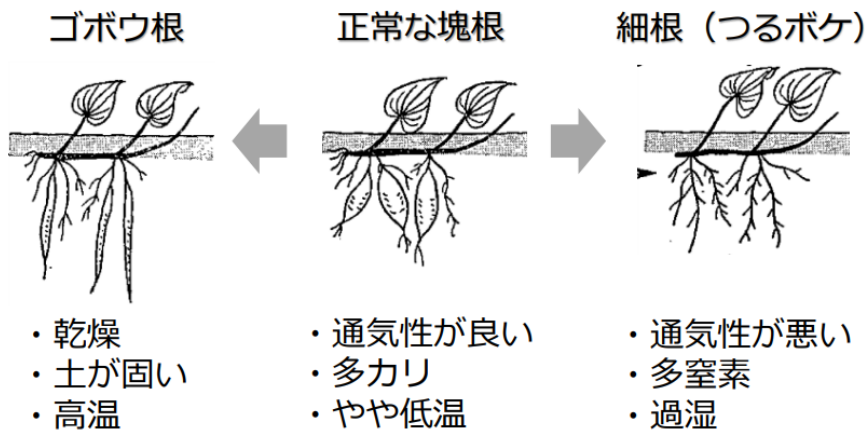 ゴボウ根
正常な塊根
細根（つるボケ）
・乾燥
・土が固い
・高温
・通気性が良い
・多カリ
・やや低温
・通気性が悪い
・多窒素
・過湿